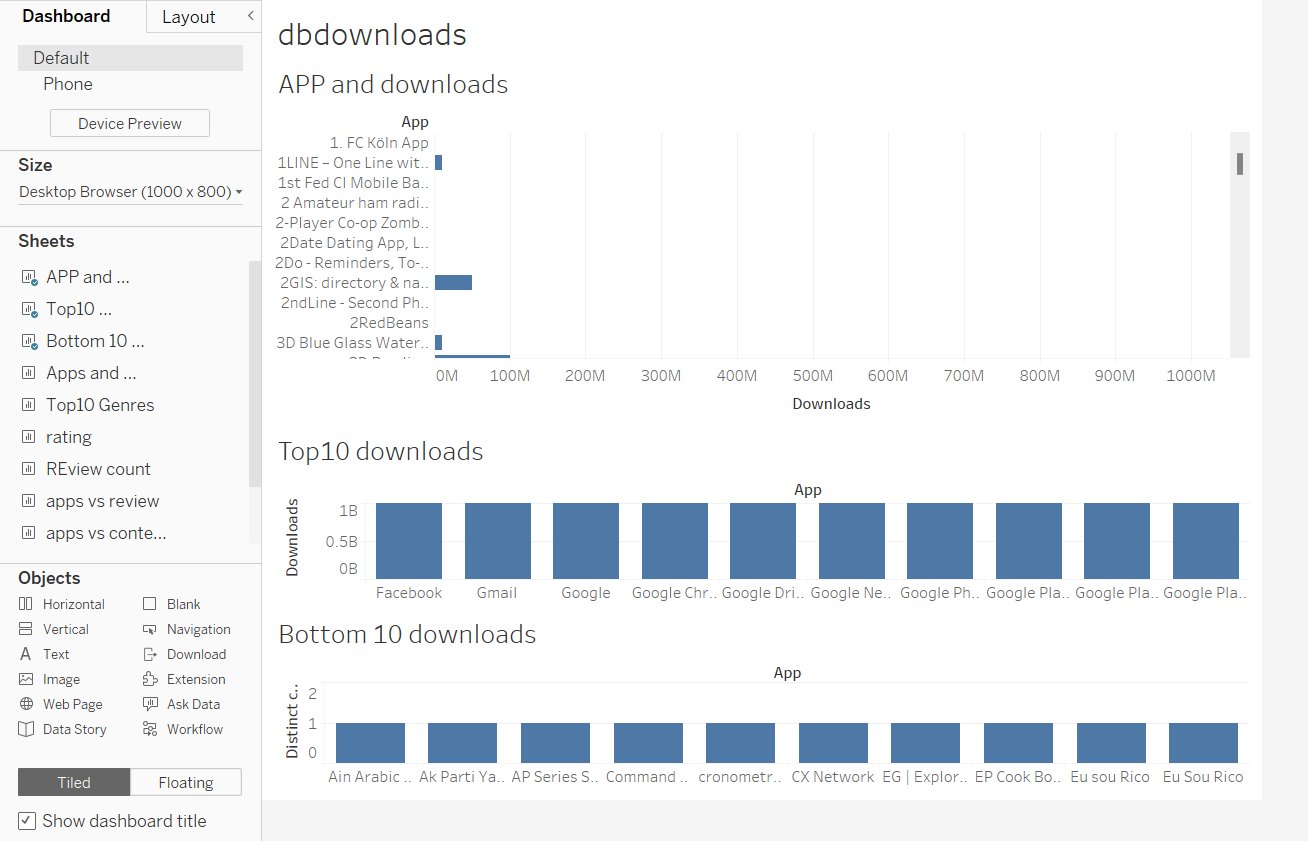 Dashboard
Layout
Default
Phone
Device Preview
Size
Desktop Browser (1000 x 800)
Sheets
APP and ...
Top10 ...
Bottom 10 ...
Apps and ...
Top10 Genres
rating
REview count
apps vs review
apps vs conte...
Objects
Horizontal
Blank
Vertical
Navigation
Text
Download
Image
Extension
Web Page
Ask Data
Data Story
Workflow
Tiled
Floating
Show dashboard title
dbdownloads
APP and downloads
App
1. FC Köln App
1LINE – One Line wit..
1st Fed CI Mobile Ba..
2 Amateur ham radi..
2-Player Co-op Zomb..
2Date Dating App, L..
2Do - Reminders, To-..
2GIS: directory & na..
2ndLine - Second Ph..
2RedBeans
3D Blue Glass Water..
0M 100M 200M 300M 400M 500M 600M 700M 800M 900M 1000M
Downloads
Top10 downloads
App
Downloads
1B
0.5B
0B
Facebook Gmail Google Google Chr.. Google Dri.. Google Ne.. Google Ph.. Google Pla.. Google Pla.. Google Pla..
Bottom 10 downloads
App
Distinct c..
2
1
0
Ain Arabic .. Ak Parti Ya.. AP Series S.. Command .. cronometr.. CX Network EG | Explor.. EP Cook Bo.. Eu sou Rico Eu Sou Rico